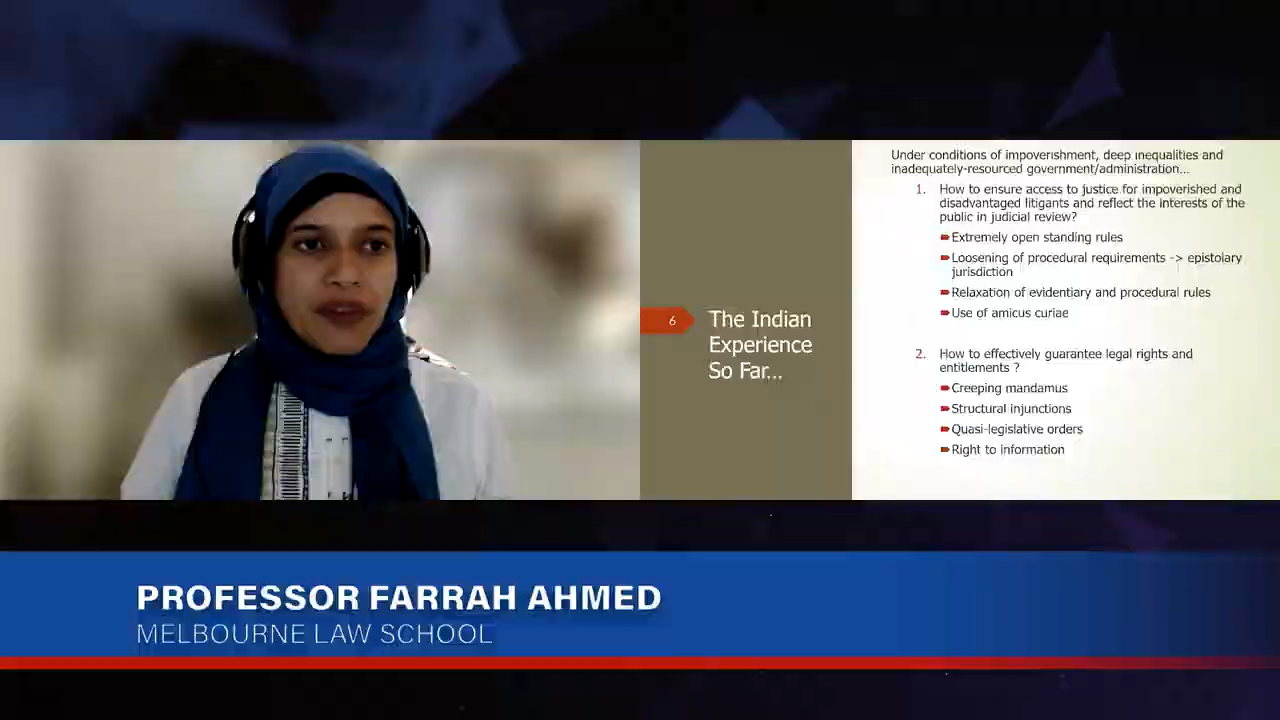 Under conditions of impoverishment, deep inequalities and
inadequately-resourced government/administration...
1. How to ensure access to justice for impoverished and
disadvantaged litigants and reflect the interests of the
public in judicial review?
Extremely open standing rules
Loosening of procedural requirements -> epistolary
jurisdiction
Relaxation of evidentiary and procedural rules
Use of amicus curiae
6
The Indian
Experience
So Far...
2. How to effectively guarantee legal rights and
entitlements ?
Creeping mandamus
Structural injunctions
Quasi-legislative orders
Right to information
PROFESSOR FARRAH AHMED
MELBOURNE LAW SCHOOL